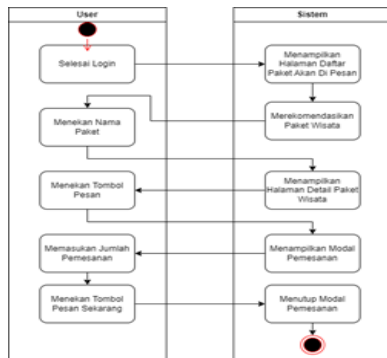 User
Sistem
Selesai Login
Menampilkan
Halaman Daftar
Paket Akan Di Pesan
Merekomendasikan
Paket Wisata
Menekan Nama
Paket
Menampilkan
Halaman Detail Paket
Wisata
Menekan Tombol
Pesan
Menampilkan Modal
Pemesanan
Memasukan Jumlah
Pemesanan
Menekan Tombol
Pesan Sekarang
Menutup Modal
Pemesanan